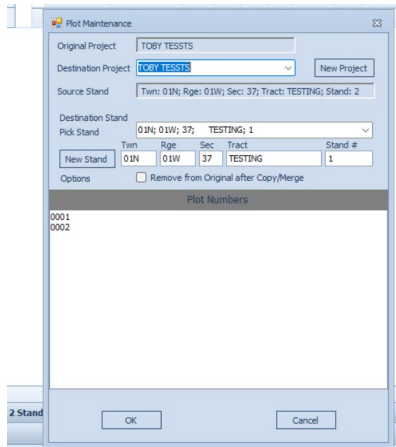 Plot Maintenance
Original Project TOBY TESSTS
Destination Project TOBY TESSTS New Project
Source Stand Twn: 01N; Rge: 01W; Sec: 37; Tract: TESTING; Stand: 2
Destination Stand
Pick Stand 01N; 01W; 37; TESTING; 1
Twn Rge Sec Tract Stand #
New Stand 01N 01W 37 TESTING 1
Options Remove from Original after Copy/Merge
Plot Numbers
0001
0002
2 Stand
OK Cancel